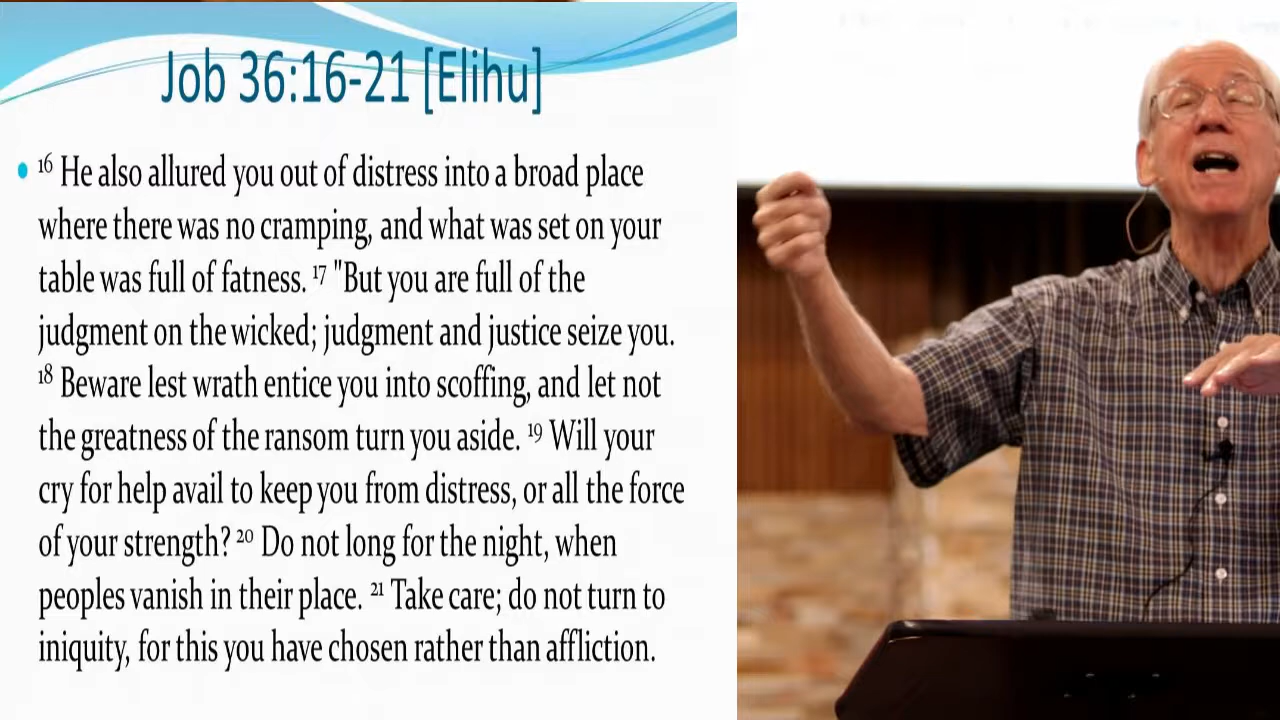 Job 36:16-21 [Elihu]
• ¹⁶ He also allured you out of distress into a broad place
where there was no cramping, and what was set on your
table was full of fatness. ¹⁷ "But you are full of the
judgment on the wicked; judgment and justice seize you.
¹⁸ Beware lest wrath entice you into scoffing, and let not
the greatness of the ransom turn you aside. ¹⁹ Will your
cry for help avail to keep you from distress, or all the force
of your strength? ²⁰ Do not long for the night, when
peoples vanish in their place. ²¹ Take care; do not turn to
iniquity, for this you have chosen rather than affliction.